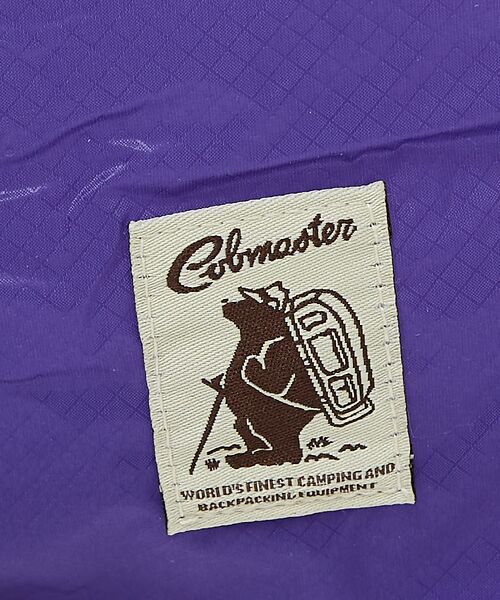 Cobmaster
WORLD'S FINEST CAMPING AND
BACKPACKING EQUIPMENT